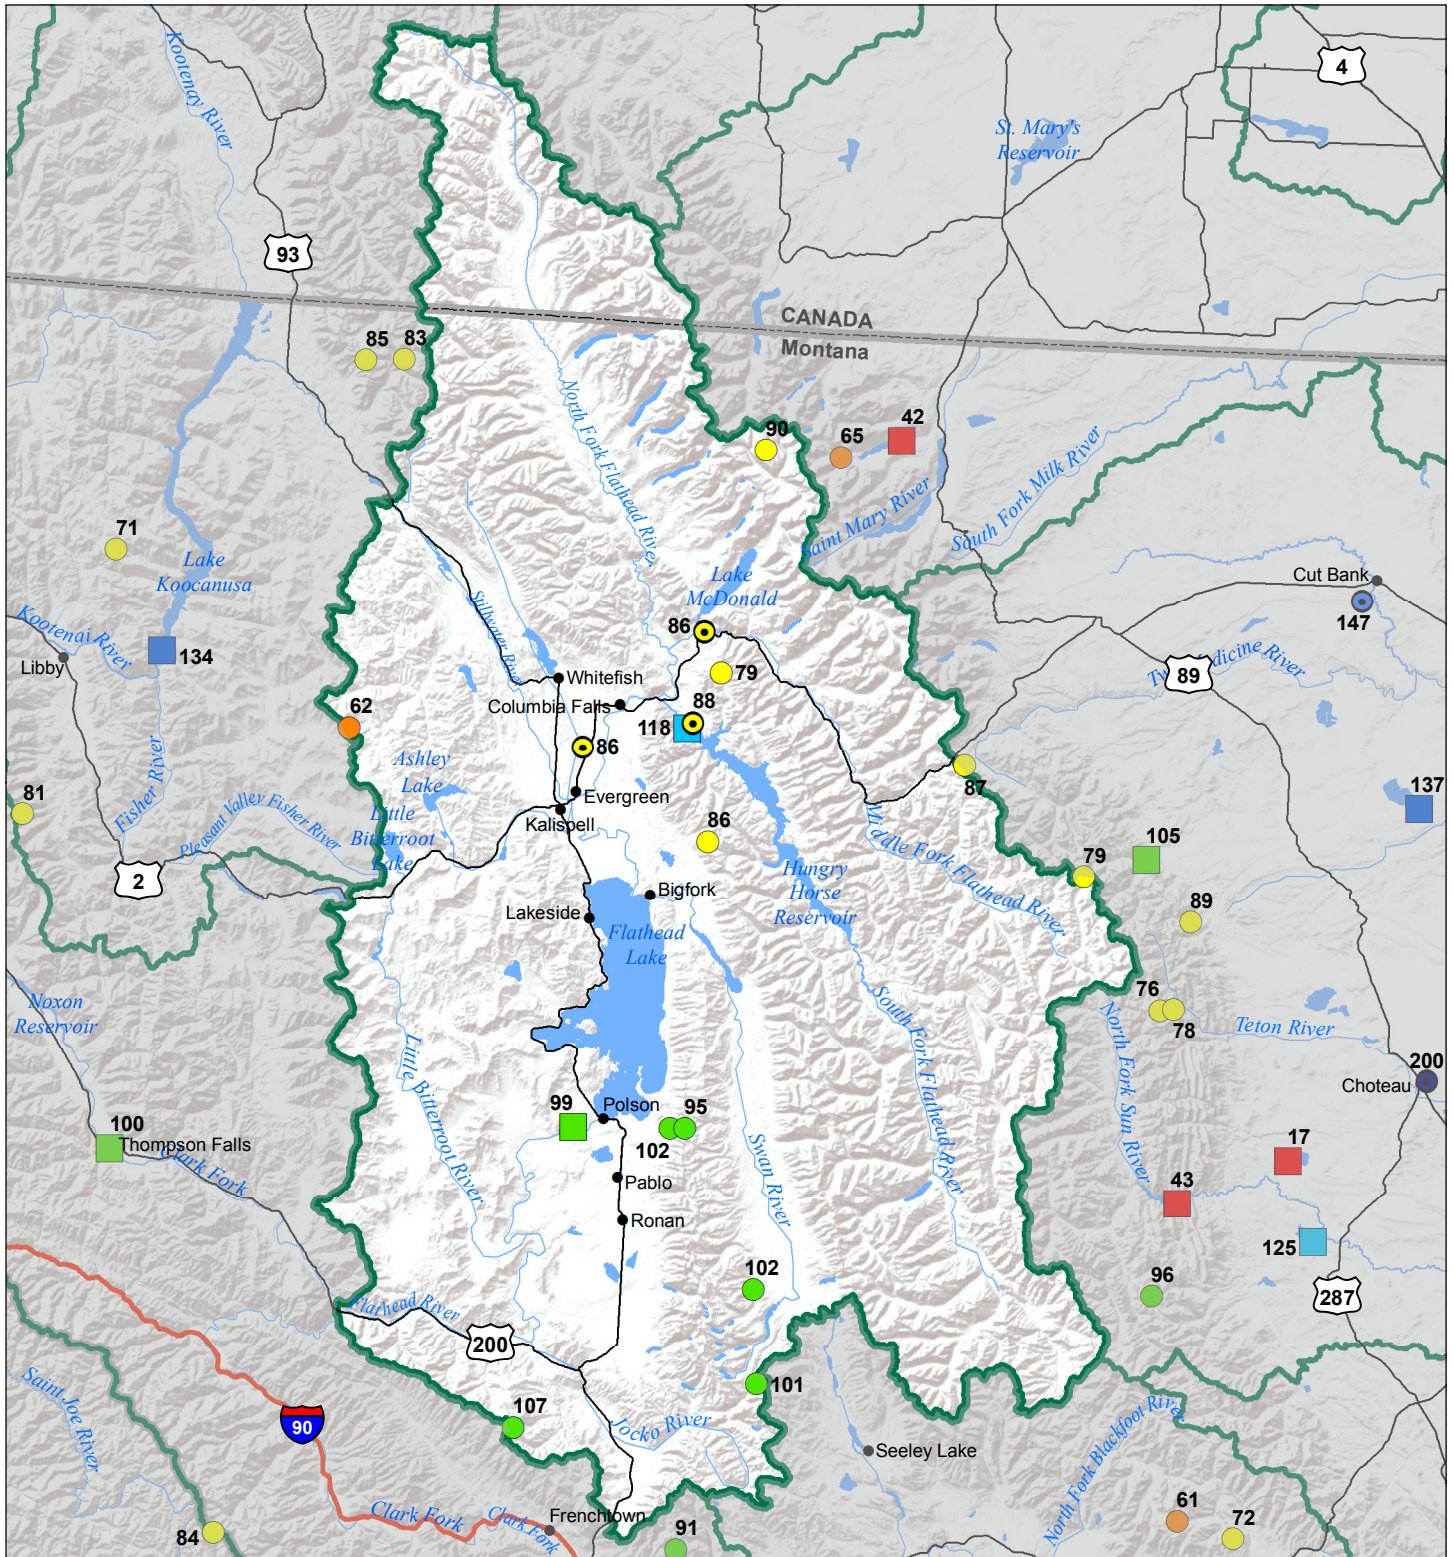 Kootenay River
4
St. Mary's
Reservoir
93
CANADA
Montana
85
83
North Fork Flathead River
90
65
42
Saint Mary River
South Fork Milk River
71
Lake
Koocanusa
Lake
McDonald
Cut Bank
147
Kootenai River
Libby
134
Stillwater River
86
79
Two Medicine River
89
Whitefish
Columbia Falls
88
118
62
86
87
Ashley
Lake
Evergreen
Kalispell
Little
Bitterroot
Lake
81
Fisher River
Pleasant Valley Fisher River
2
86
Middle Fork Flathead River
137
105
79
89
Hungry
Horse
Reservoir
Bigfork
Lakeside
Flathead
Lake
Noxon
Reservoir
76
78
Teton River
North Fork Sun River
South Fork Flathead River
Little Bitterroot River
200
Choteau
99
Polson
95
102
100
Thompson Falls
Clark Fork
Swan River
Pablo
Ronan
17
43
125
102
96
287
Flathead River
200
101
107
Jocko River
Saint Joe River
90
Seeley Lake
North Fork Blackfoot River
Clark Fork
Clark Fork
Frenchtown
84
91
61
72